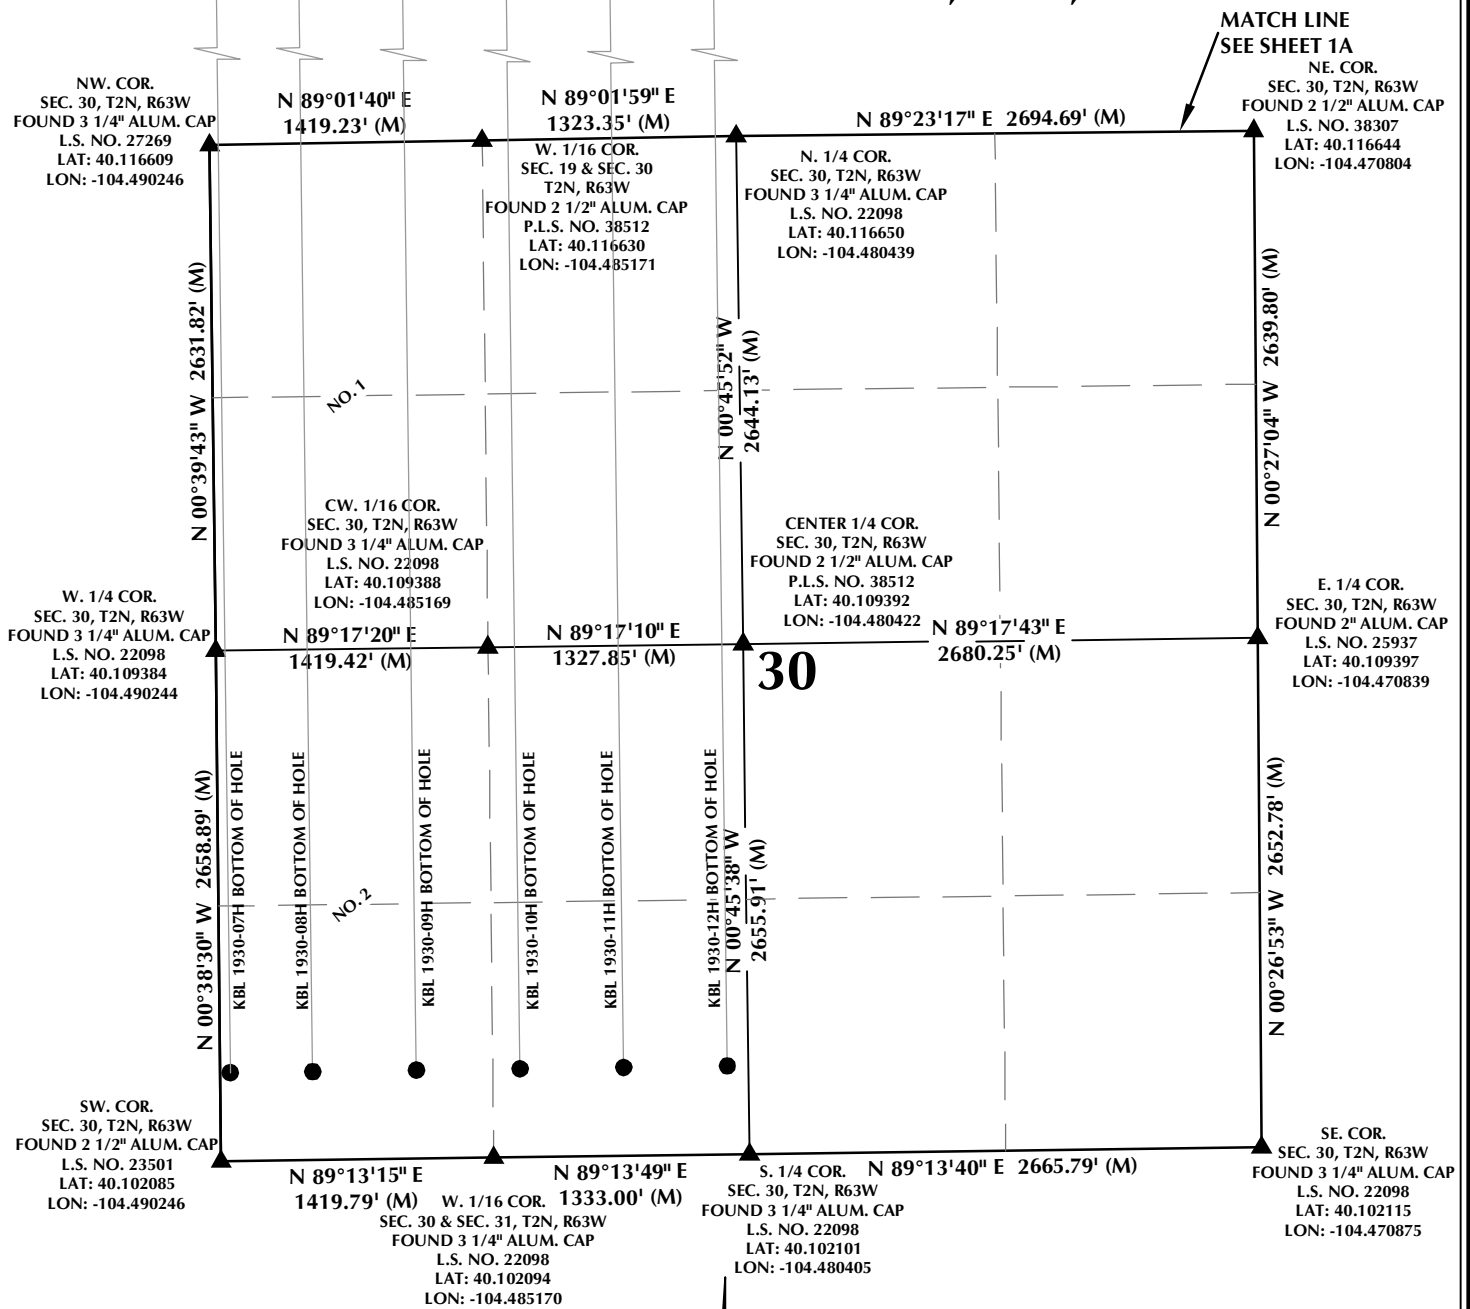 MATCH LINE
SEE SHEET 1A
NW. COR.
SEC. 30, T2N, R63W
FOUND 3 1/4" ALUM. CAP
L.S. NO. 27269
LAT: 40.116609
LON: -104.490246
N 89°01'40" E
1419.23' (M)
N 89°01'59" E
1323.35' (M)
N 89°23'17" E 2694.69' (M)
NE. COR.
SEC. 30, T2N, R63W
FOUND 2 1/2" ALUM. CAP
L.S. NO. 38307
LAT: 40.116644
LON: -104.470804
W. 1/16 COR.
SEC. 19 & SEC. 30
T2N, R63W
FOUND 2 1/2" ALUM. CAP
P.L.S. NO. 38512
LAT: 40.116630
LON: -104.485171
N. 1/4 COR.
SEC. 30, T2N, R63W
FOUND 3 1/4" ALUM. CAP
L.S. NO. 22098
LAT: 40.116650
LON: -104.480439
N 00°39'43" W 2631.82' (M)
NO. 1
N 00°45'52" W
2644.13' (M)
N 00°27'04" W 2639.80' (M)
CW. 1/16 COR.
SEC. 30, T2N, R63W
FOUND 3 1/4" ALUM. CAP
L.S. NO. 22098
LAT: 40.109388
LON: -104.485169
CENTER 1/4 COR.
SEC. 30, T2N, R63W
FOUND 2 1/2" ALUM. CAP
P.L.S. NO. 38512
LAT: 40.109392
LON: -104.480422
W. 1/4 COR.
SEC. 30, T2N, R63W
FOUND 3 1/4" ALUM. CAP
L.S. NO. 22098
LAT: 40.109384
LON: -104.490244
N 89°17'20" E
1419.42' (M)
N 89°17'10" E
1327.85' (M)
N 89°17'43" E
2680.25' (M)
E. 1/4 COR.
SEC. 30, T2N, R63W
FOUND 2" ALUM. CAP
L.S. NO. 25937
LAT: 40.109397
LON: -104.470839
30
N 00°38'30" W 2658.89' (M)
KBL 1930-07H BOTTOM OF HOLE
KBL 1930-08H BOTTOM OF HOLE
NO. 2
KBL 1930-09H BOTTOM OF HOLE
KBL 1930-10H BOTTOM OF HOLE
KBL 1930-11H BOTTOM OF HOLE
KBL 1930-12H BOTTOM OF HOLE
N 00°45'38" W
2655.91' (M)
N 00°26'53" W 2652.78' (M)
SW. COR.
SEC. 30, T2N, R63W
FOUND 2 1/2" ALUM. CAP
L.S. NO. 23501
LAT: 40.102085
LON: -104.490246
N 89°13'15" E
1419.79' (M)
N 89°13'49" E
1333.00' (M)
N 89°13'40" E 2665.79' (M)
W. 1/16 COR.
SEC. 30 & SEC. 31, T2N, R63W
FOUND 3 1/4" ALUM. CAP
L.S. NO. 22098
LAT: 40.102094
LON: -104.485170
S. 1/4 COR.
SEC. 30, T2N, R63W
FOUND 3 1/4" ALUM. CAP
L.S. NO. 22098
LAT: 40.102101
LON: -104.480405
SE. COR.
SEC. 30, T2N, R63W
FOUND 3 1/4" ALUM. CAP
L.S. NO. 22098
LAT: 40.102115
LON: -104.470875